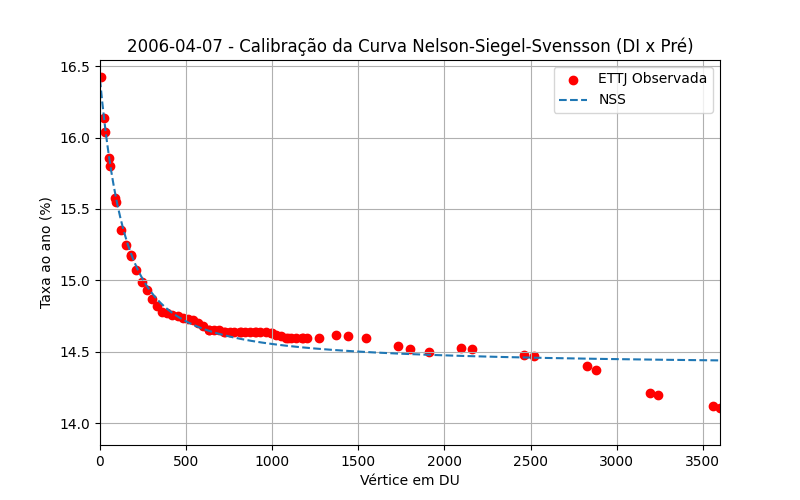 2006-04-07 - Calibração da Curva Nelson-Siegel-Svensson (DI x Pré)
ETTJ Observada
NSS
Taxa ao ano (%)
16.5
16.0
15.5
15.0
14.5
14.0
0 500 1000 1500 2000 2500 3000 3500
Vértice em DU